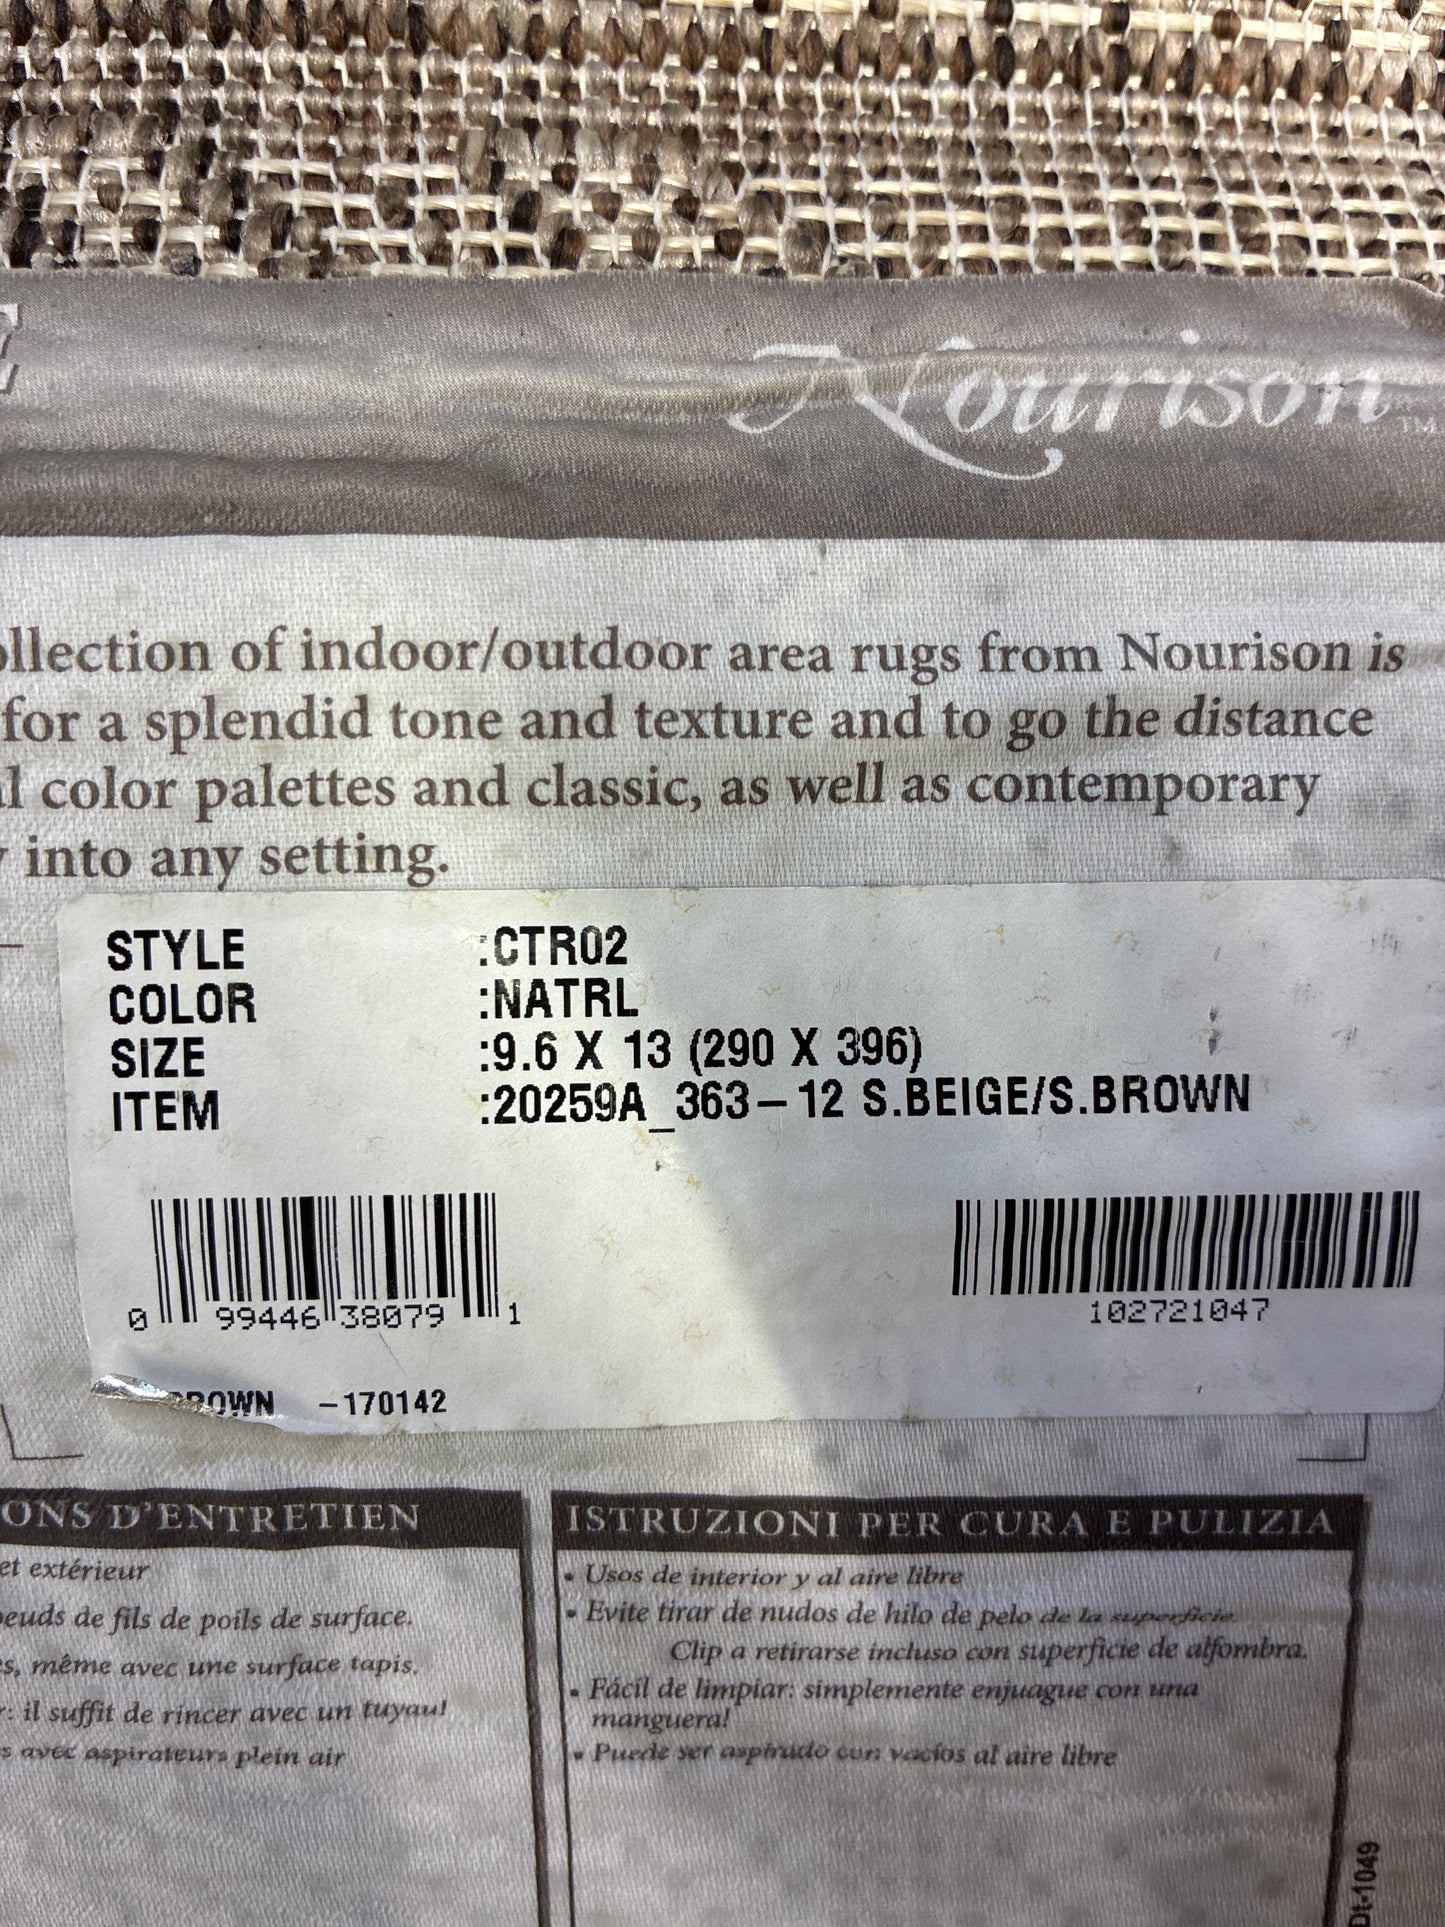 Nourison™
ollection of indoor/outdoor area rugs from Nourison is
for a splendid tone and texture and to go the distance
l color palettes and classic, as well as contemporary
into any setting.
STYLE :CTR02
COLOR :NATRL
SIZE :9.6 X 13 (290 X 396)
ITEM :20259A_363-12 S.BEIGE/S.BROWN
0 99446 38079 1
102721047
BROWN -170142
ONS D'ENTRETIEN
et extérieur
oeuds de fils de poils de surface.
s, même avec une surface tapis.
r: il suffit de rincer avec un tuyau!
s avec aspirateurs plein air
ISTRUZIONI PER CURA E PULIZIA
• Usos de interior y al aire libre
• Evite tirar de nudos de hilo de pelo de la superficie
Clip a retirarse incluso con superficie de alfombra.
• Fácil de limpiar: simplemente enjuague con una
manguera!
• Puede ser aspirado con vacíos al aire libre
Dt-1049